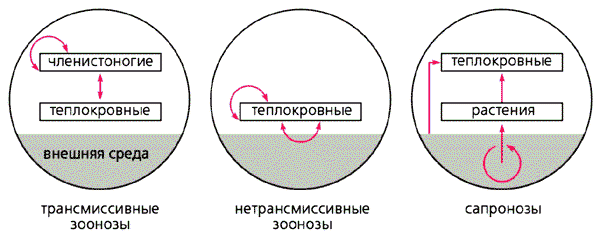 членистоногие
теплокровные
внешняя среда
трансмиссивные
зоонозы
теплокровные
нетрансмиссивные
зоонозы
теплокровные
растения
сапронозы